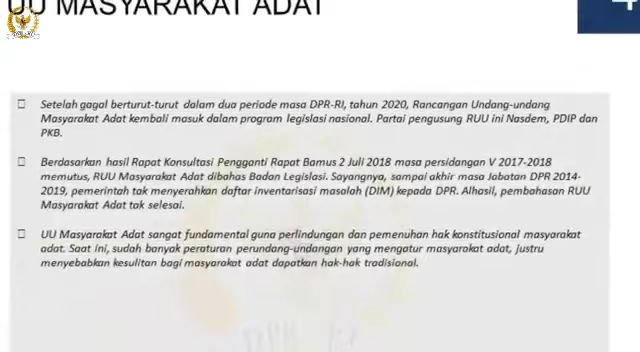 UU MASYARAKAT ADAT
4
Setelah gagal berturut-turut dalam dua periode masa DPR-RI, tahun 2020, Rancangan Undang-undang
Masyarakat Adat kembali masuk dalam program legislasi nasional. Partai pengusung RUU ini Nasdem, PDIP dan
PKB.
Berdasarkan hasil Rapat Konsultasi Pengganti Rapat Bamus 2 Juli 2018 masa persidangan V 2017-2018
memutus, RUU Masyarakat Adat dibahas Badan Legislasi. Sayangnya, sampai akhir masa Jabatan DPR 2014-
2019, pemerintah tak menyerahkan daftar inventarisasi masalah (DIM) kepada DPR. Alhasil, pembahasan RUU
Masyarakat Adat tak selesai.
UU Masyarakat Adat sangat fundamental guna perlindungan dan pemenuhan hak konstitusional masyarakat
adat. Saat ini, sudah banyak peraturan perundang-undangan yang mengatur masyarakat adat, justru
menyebabkan kesulitan bagi masyarakat adat dapatkan hak-hak tradisional.
DPR RI